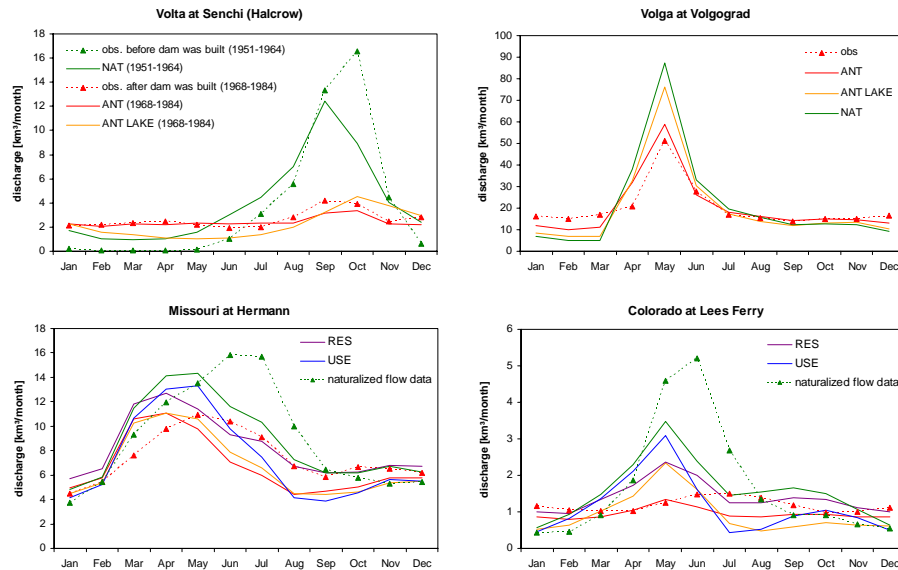 Volta at Senchi (Halcrow)
discharge [km³/month]
18
16
14
12
10
8
6
4
2
0
obs. before dam was built (1951-1964)
NAT (1951-1964)
obs. after dam was built (1968-1984)
ANT (1968-1984)
ANT LAKE (1968-1984)
Jan Feb Mar Apr May Jun Jul Aug Sep Oct Nov Dec
Volga at Volgograd
discharge [km³/month]
100
90
80
70
60
50
40
30
20
10
0
obs
ANT
ANT LAKE
NAT
Jan Feb Mar Apr May Jun Jul Aug Sep Oct Nov Dec
Missouri at Hermann
discharge [km³/month]
18
16
14
12
10
8
6
4
2
0
RES
USE
naturalized flow data
Jan Feb Mar Apr May Jun Jul Aug Sep Oct Nov Dec
Colorado at Lees Ferry
discharge [km³/month]
6
5
4
3
2
1
0
RES
USE
naturalized flow data
Jan Feb Mar Apr May Jun Jul Aug Sep Oct Nov Dec